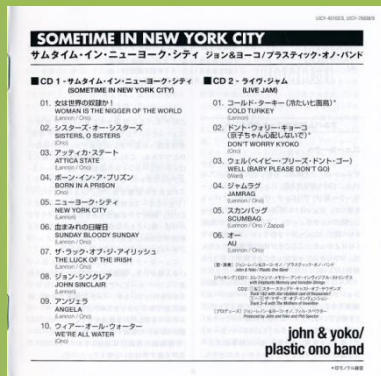 SOMETIME IN NEW YORK CITY
サムタイム・イン・ニューヨーク・シティ ジョン&ヨーコ/プラスティック・オノ・バンド
■CD 1・サムタイム・イン・ニューヨーク・シティ
(SOMETIME IN NEW YORK CITY)
01. 女は世界の奴隷か!
WOMAN IS THE NIGGER OF THE WORLD
(Lennon / Ono)
02. シスターズ・オー・シスターズ
SISTERS, O SISTERS
(Ono)
03. アッティカ・ステート
ATTICA STATE
(Lennon / Ono)
04. ボーン・イン・ア・プリズン
BORN IN A PRISON
(Ono)
05. ニューヨーク・シティ
NEW YORK CITY
(Lennon)
06. 血まみれの日曜日
SUNDAY BLOODY SUNDAY
(Lennon / Ono)
07. ザ・ラック・オブ・ジ・アイリッシュ
THE LUCK OF THE IRISH
(Lennon / Ono)
08. ジョン・シンクレア
JOHN SINCLAIR
(Lennon)
09. アンジェラ
ANGELA
(Lennon / Ono)
10. ウィアー・オール・ウォーター
WE'RE ALL WATER
(Ono)
■CD 2・ライヴ・ジャム
(LIVE JAM)
01. コールド・ターキー (冷たい七面鳥)*
COLD TURKEY
(Lennon)
02. ドント・ウォリー・キョーコ
(京子ちゃん心配しないで)*
DON'T WORRY KYOKO
(Ono)
03. ウェル(ベイビー・プリーズ・ドント・ゴー)
WELL (BABY PLEASE DON'T GO)
(Ward)
04. ジャムラグ
JAMRAG
(Lennon / Ono)
05. スカンバッグ
SCUMBAG
(Lennon / Ono / Zappa)
06. オー
AU
(Lennon / Ono)
john & yoko/
plastic ono band